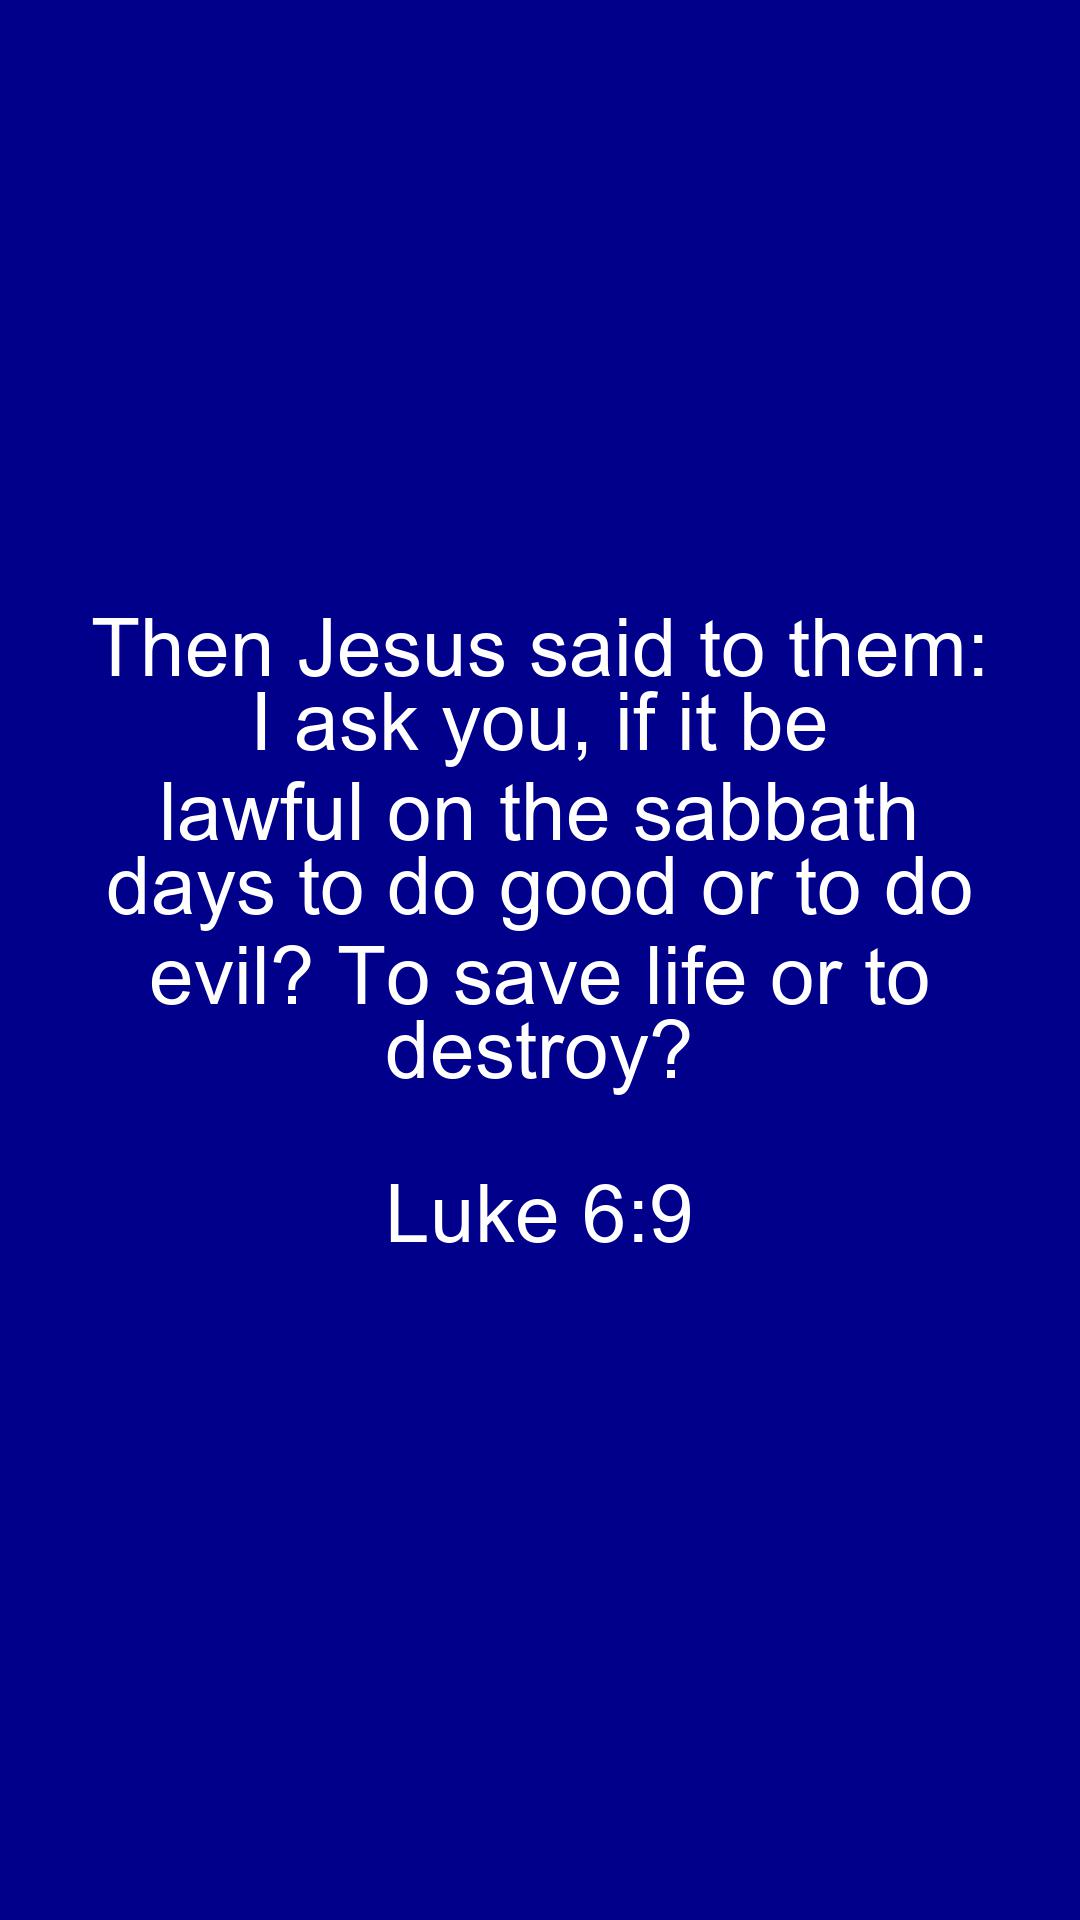 Then Jesus said to them:
I ask you, if it be
lawful on the sabbath
days to do good or to do
evil? To save life or to
destroy?
Luke 6:9